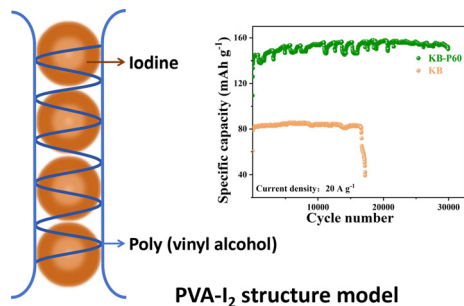 Iodine
Poly (vinyl alcohol)
PVA-I₂ structure model
Specific capacity (mAh g⁻¹)
160
120
80
40
KB-P60
KB
Current density: 20 A g⁻¹
10000
20000
30000
Cycle number